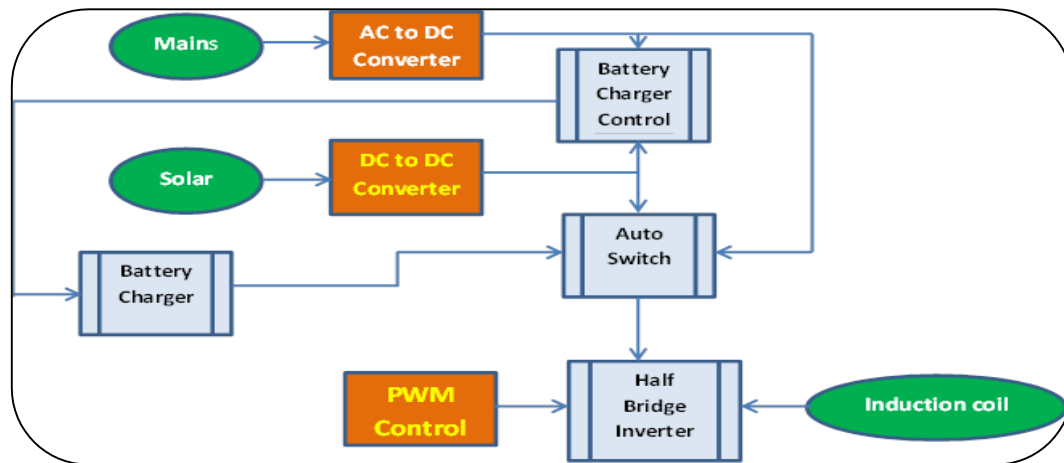 Mains
AC to DC
Converter
Battery
Charger
Control
Solar
DC to DC
Converter
Auto
Switch
Battery
Charger
PWM
Control
Half
Bridge
Inverter
Induction coil